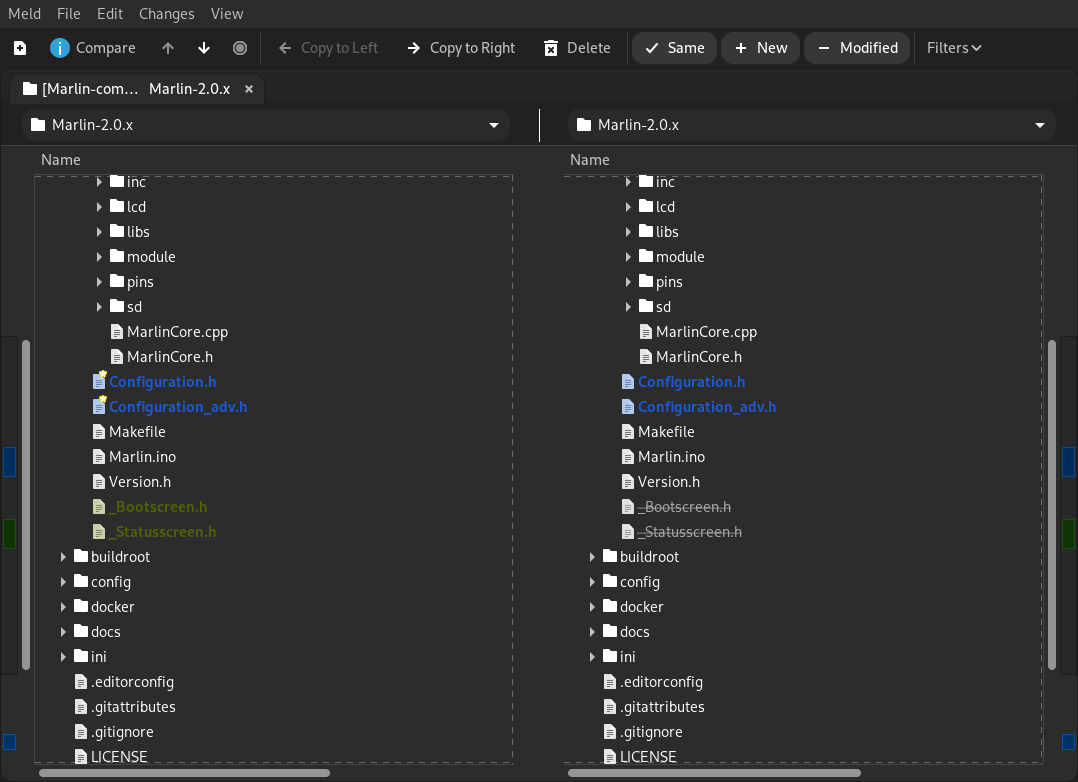 Meld File Edit Changes View
Compare Copy to Left Copy to Right Delete Same New Modified Filters
[Marlin-com… Marlin-2.0.x
Marlin-2.0.x Marlin-2.0.x
Name Name
inc inc
lcd lcd
libs libs
module module
pins pins
sd sd
MarlinCore.cpp MarlinCore.cpp
MarlinCore.h MarlinCore.h
Configuration.h Configuration.h
Configuration_adv.h Configuration_adv.h
Makefile Makefile
Marlin.ino Marlin.ino
Version.h Version.h
_Bootscreen.h _Bootscreen.h
_Statusscreen.h _Statusscreen.h
buildroot buildroot
config config
docker docker
docs docs
ini ini
.editorconfig .editorconfig
.gitattributes .gitattributes
.gitignore .gitignore
LICENSE LICENSE